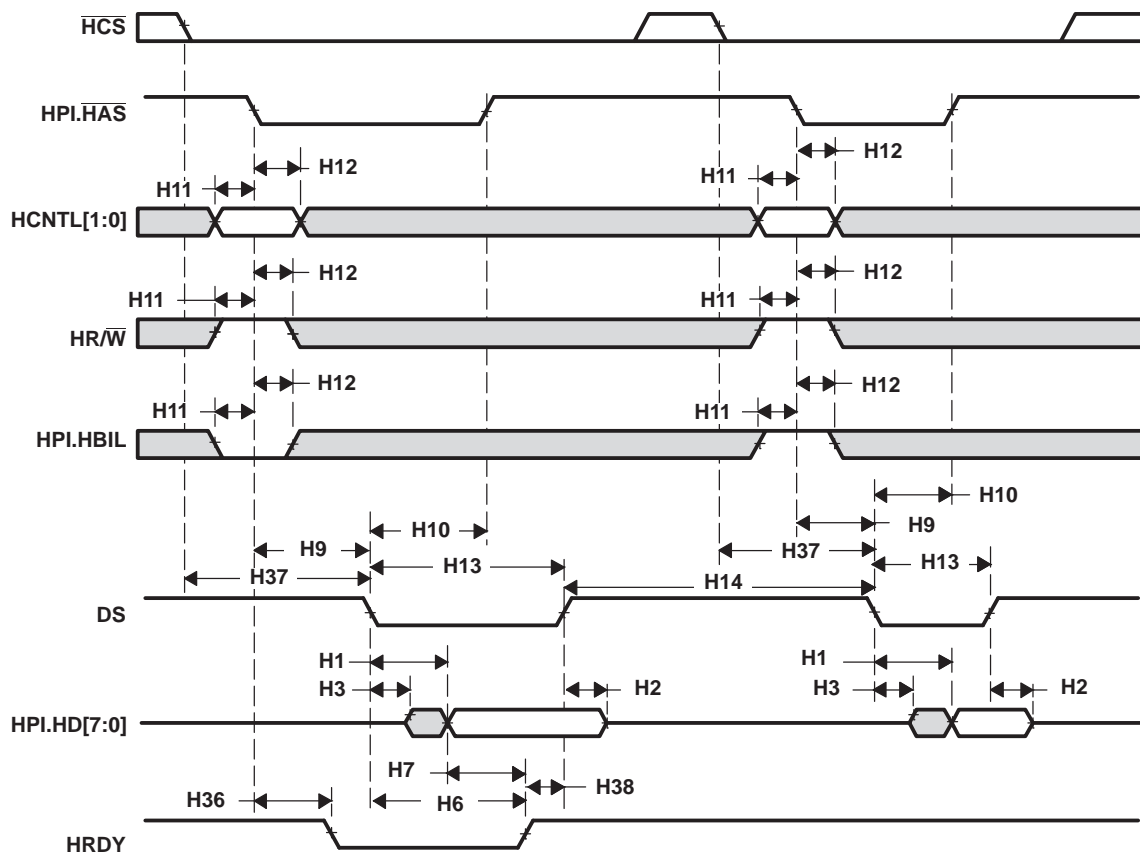 HCS
HPI.HAS
H12 H12
H11 H11
HCNTL[1:0]
H12 H12
H11 H11
HR/W
H12 H12
H11 H11
HPI.HBIL
H10
H10 H9
H9 H37
H37 H13 H14 H13
DS
H1 H1
H3 H2 H3 H2
HPI.HD[7:0]
H7 H38
H36 H6
HRDY